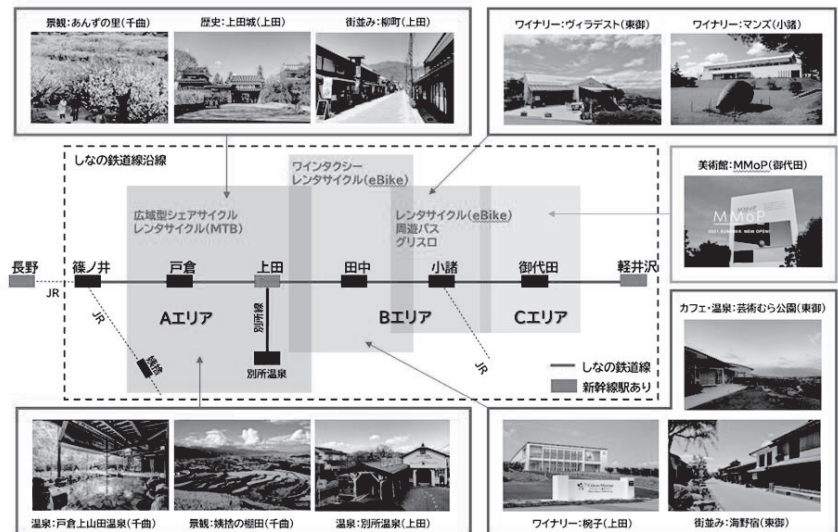 景観：あんずの里(千曲)
歴史：上田城(上田)
街並み：柳町(上田)
ワイナリー：ヴィラデスト(東御)
ワイナリー：マンズ(小諸)
しなの鉄道線沿線
ワインタクシー
レンタサイクル(eBike)
広域型シェアサイクル
レンタサイクル(MTB)
レンタサイクル(eBike)
周遊バス
グリスロ
美術館：MMoP(御代田)
MMoP
長野
篠ノ井
戸倉
上田
田中
小諸
御代田
軽井沢
JR
JR
姨捨
別所線
別所温泉
JR
Aエリア
Bエリア
Cエリア
しなの鉄道線
新幹線駅あり
カフェ・温泉：芸術むら公園(東御)
温泉：戸倉上山田温泉(千曲)
景観：姨捨の棚田(千曲)
温泉：別所温泉(上田)
ワイナリー：椀子(上田)
街並み：海野宿(東御)